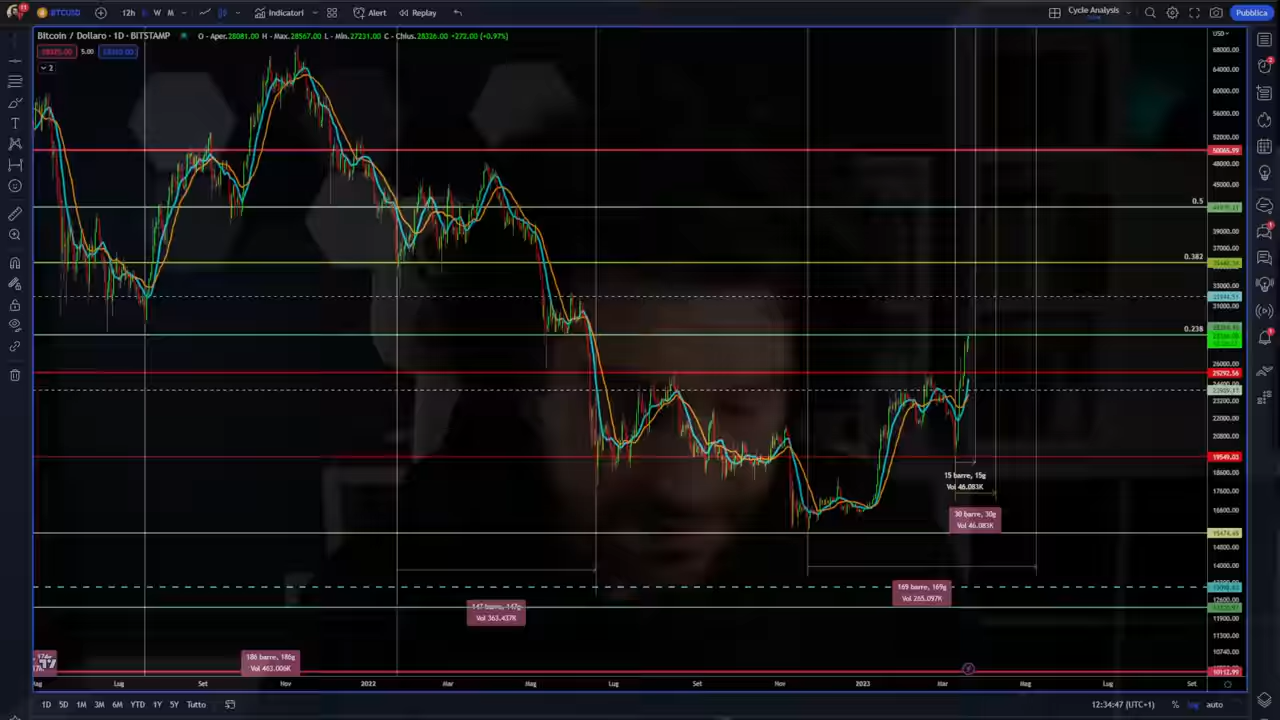 11
BTCUSD
12h
D
W
M
Indicatori
Alert
Replay
Cycle Analysis
Pubblica
Bitcoin / Dollaro · 1D · BITSTAMP
O - Aper.28081.00 H - Max.28567.00 L - Min.27231.00 C - Chius.28326.00 +272.00 (+0.97%)
5.00
2
USD
68000.00
64000.00
60000.00
56000.00
52000.00
50065.99
48000.00
45000.00
0.5
39000.00
37000.00
0.382
33000.00
31000.00
0.238
26000.00
25292.56
23200.00
22000.00
20800.00
19549.03
18600.00
17600.00
16600.00
14800.00
14000.00
12600.00
11900.00
11300.00
10740.00
10112.99
15 barre, 15g
Vol 46.083K
30 barre, 30g
Vol 46.083K
169 barre, 169g
Vol 265.097K
147 barre, 147g
Vol 363.437K
186 barre, 186g
Vol 463.006K
Lug
Set
Nov
2022
Mar
Mag
Lug
Set
Nov
2023
Mar
Mag
Lug
Set
1D
5D
1M
3M
6M
YTD
1Y
5Y
Tutto
12:34:47 (UTC+1)
%
log
auto